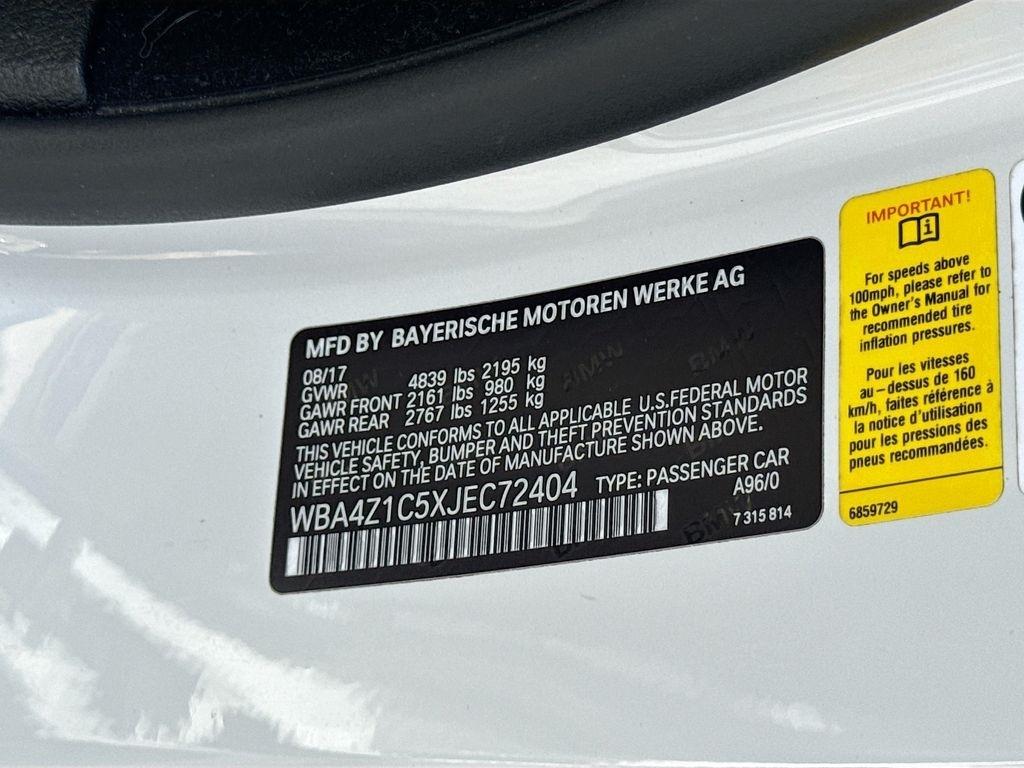 MFD BY BAYERISCHE MOTOREN WERKE AG
08/17
GVWR 4839 lbs 2195 kg
GAWR FRONT 2161 lbs 980 kg
GAWR REAR 2767 lbs 1255 kg
THIS VEHICLE CONFORMS TO ALL APPLICABLE U.S.FEDERAL MOTOR
VEHICLE SAFETY, BUMPER AND THEFT PREVENTION STANDARDS
IN EFFECT ON THE DATE OF MANUFACTURE SHOWN ABOVE.
WBA4Z1C5XJEC72404 TYPE: PASSENGER CAR
A96/0
7 315 814
BMW
BMW
BMW
BMW
IMPORTANT!
i
For speeds above
100mph, please refer to
the Owner's Manual for
recommended tire
inflation pressures.
Pour les vitesses
au-dessus de 160
km/h, faites référence à
la notice d'utilisation
pour les pressions des
pneus recommandées.
6859729